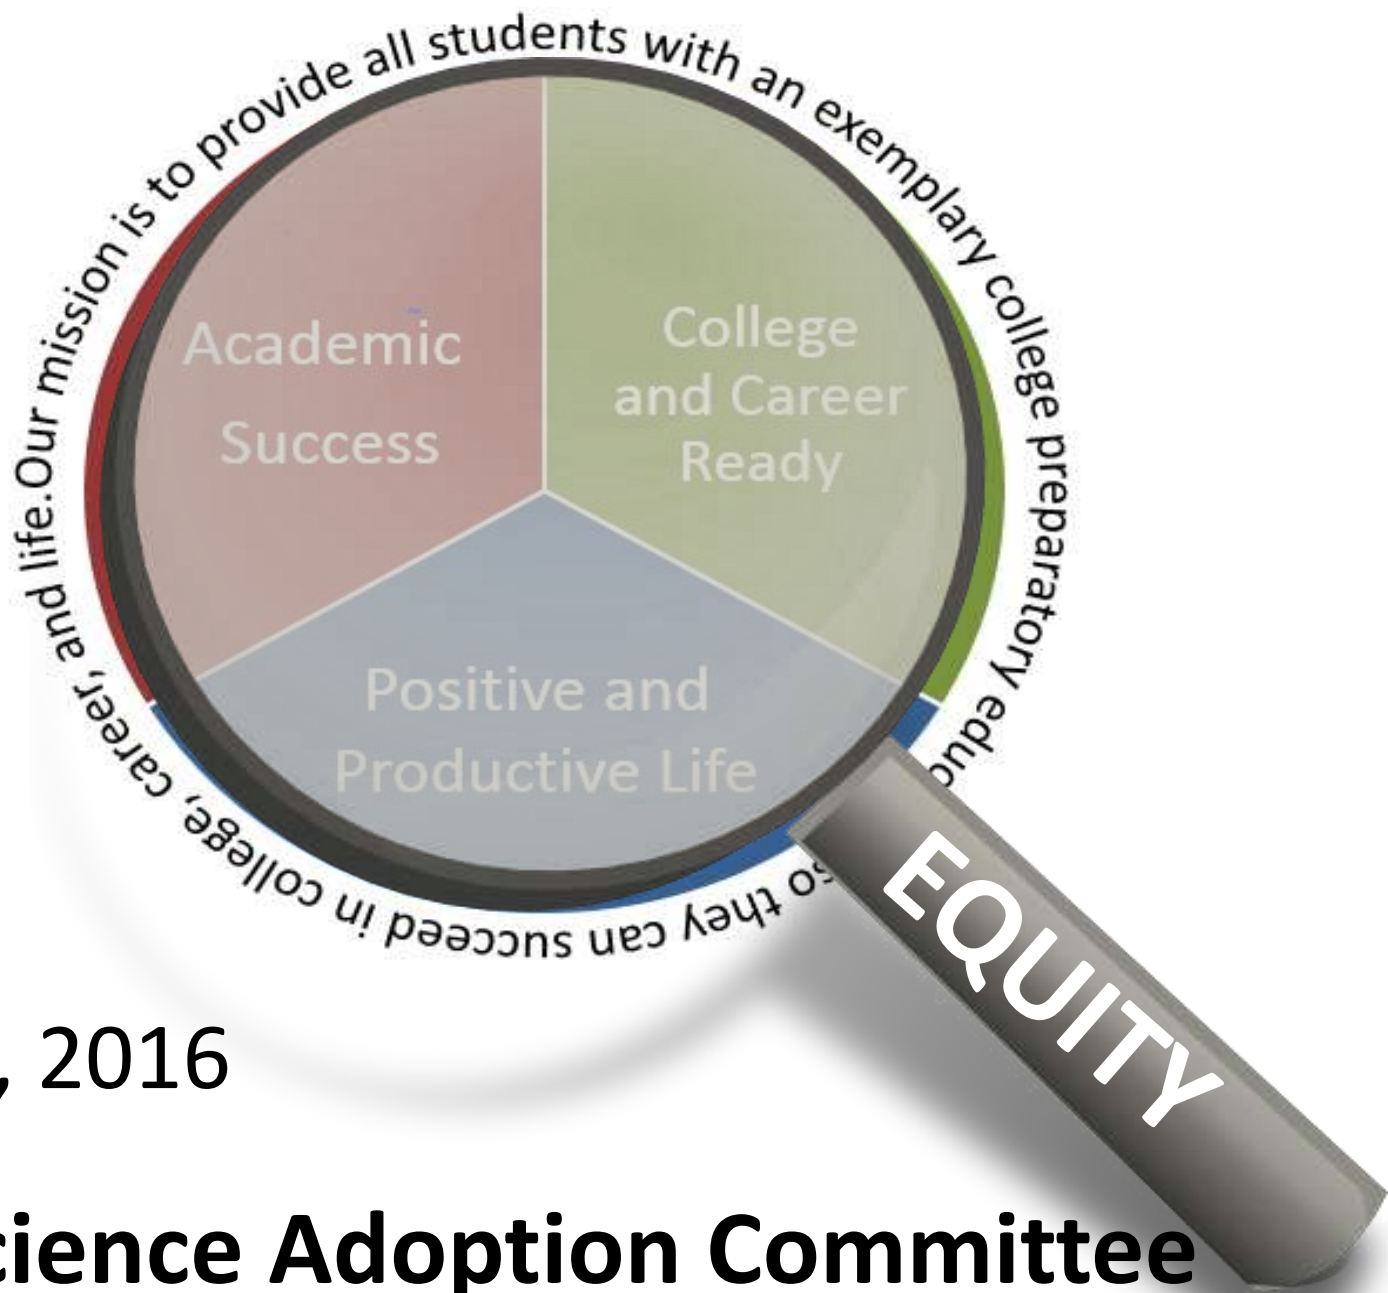 Our mission is to provide all students with an exemplary college preparatory educ
so they can succeed in college, career, and life.
Academic
Success
College
and Career
Ready
Positive and
Productive Life
EQUITY
, 2016
cience Adoption Committee